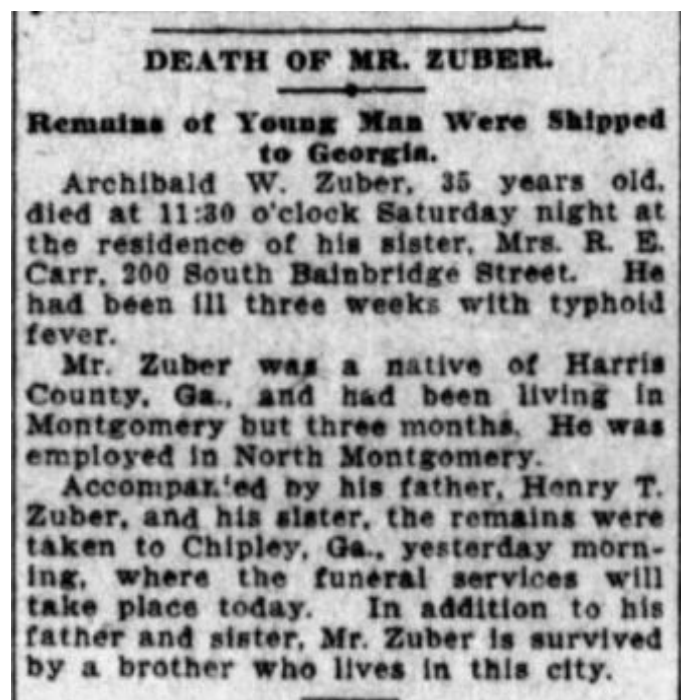 DEATH OF MR. ZUBER.
Remains of Young Man Were Shipped
to Georgia.
Archibald W. Zuber, 35 years old,
died at 11:30 o'clock Saturday night at
the residence of his sister, Mrs. R. E.
Carr, 200 South Bainbridge Street. He
had been ill three weeks with typhoid
fever.
Mr. Zuber was a native of Harris
County, Ga., and had been living in
Montgomery but three months. He was
employed in North Montgomery.
Accompanied by his father, Henry T.
Zuber, and his sister, the remains were
taken to Chipley, Ga., yesterday morn-
ing, where the funeral services will
take place today. In addition to his
father and sister, Mr. Zuber is survived
by a brother who lives in this city.